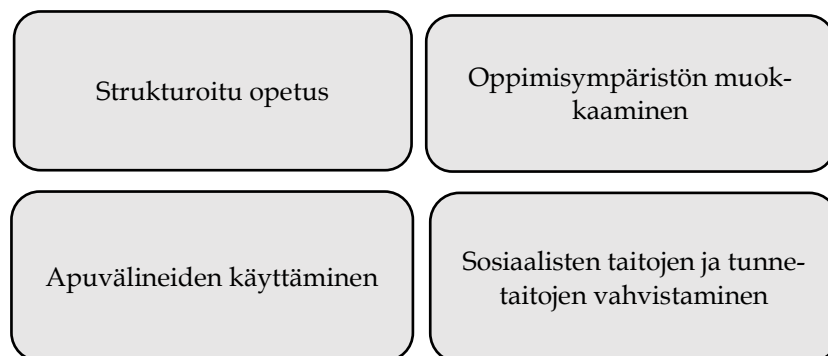 Strukturoitu opetus
Oppimisympäristön muok-
kaaminen
Apuvälineiden käyttäminen
Sosiaalisten taitojen ja tunne-
taitojen vahvistaminen